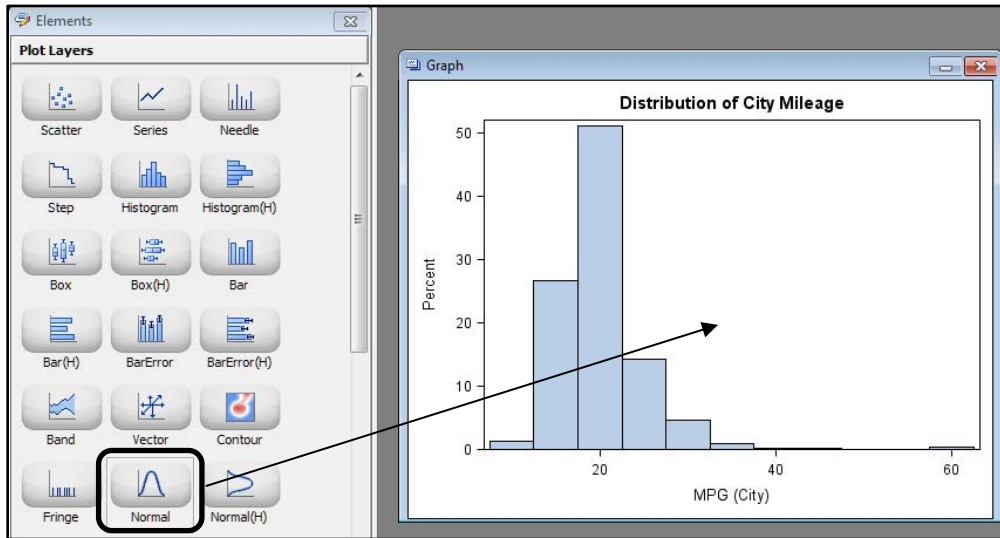 Elements
Plot Layers
Scatter Series Needle
Step Histogram Histogram(H)
Box Box(H) Bar
Bar(H) BarError BarError(H)
Band Vector Contour
Fringe Normal Normal(H)
Graph
Distribution of City Mileage
50
40
30
20
10
0
Percent
20 40 60
MPG (City)